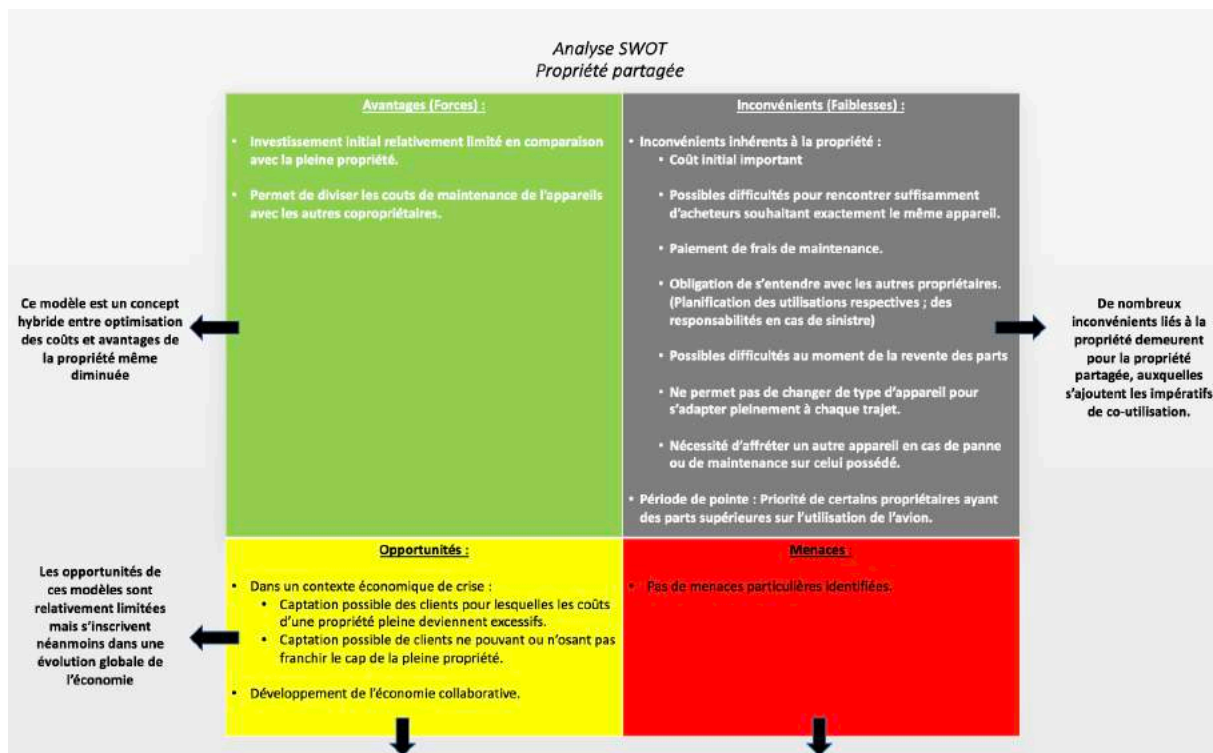 Analyse SWOT
Propriété partagée
Avantages (Forces) :
• Investissement initial relativement limité en comparaison
avec la pleine propriété.
• Permet de diviser les couts de maintenance de l'appareils
avec les autres copropriétaires.
Inconvénients (Faiblesses) :
• Inconvénients inhérents à la propriété :
• Coût initial important
• Possibles difficultés pour rencontrer suffisamment
d'acheteurs souhaitant exactement le même appareil.
• Paiement de frais de maintenance.
• Obligation de s'entendre avec les autres propriétaires.
(Planification des utilisations respectives ; des
responsabilités en cas de sinistre)
• Possibles difficultés au moment de la revente des parts
• Ne permet pas de changer de type d'appareil pour
s'adapter pleinement à chaque trajet.
• Nécessité d'affréter un autre appareil en cas de panne
ou de maintenance sur celui possédé.
• Période de pointe : Priorité de certains propriétaires ayant
des parts supérieures sur l'utilisation de l'avion.
Ce modèle est un concept
hybride entre optimisation
des coûts et avantages de
la propriété même
diminuée
De nombreux
inconvénients liés à la
propriété demeurent
pour la propriété
partagée, auxquelles
s'ajoutent les impératifs
de co-utilisation.
Opportunités :
• Dans un contexte économique de crise :
• Captation possible des clients pour lesquelles les coûts
d'une propriété pleine deviennent excessifs.
• Captation possible de clients ne pouvant ou n'osant pas
franchir le cap de la pleine propriété.
• Développement de l'économie collaborative.
Menaces :
• Pas de menaces particulières identifiées.
Les opportunités de
ces modèles sont
relativement limitées
mais s'inscrivent
néanmoins dans une
évolution globale de
l'économie